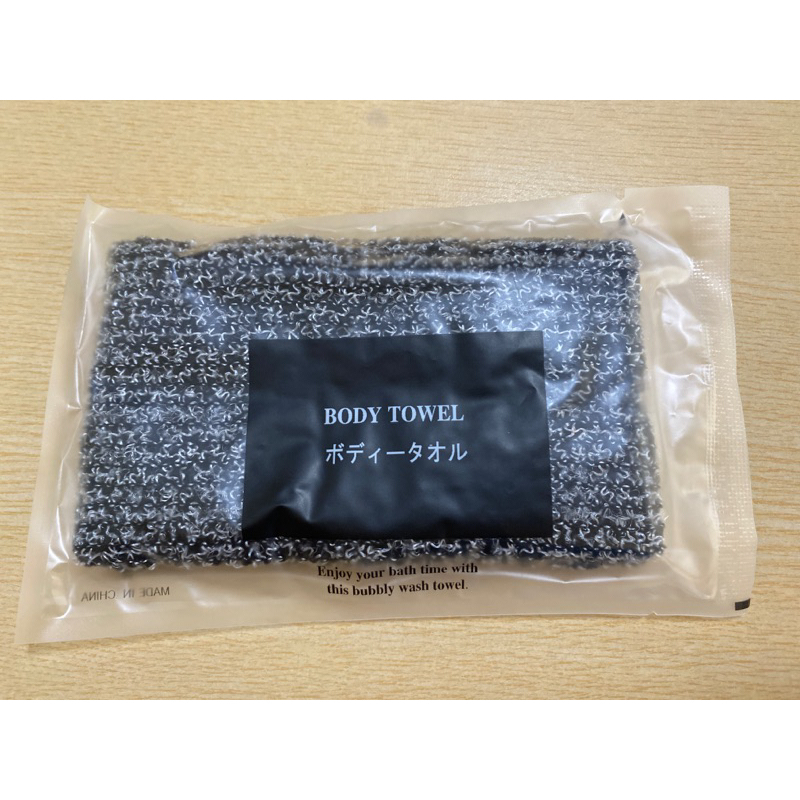 BODY TOWEL
ボディータオル
Enjoy your bath time with
this bubbly wash towel.
MADE IN CHINA